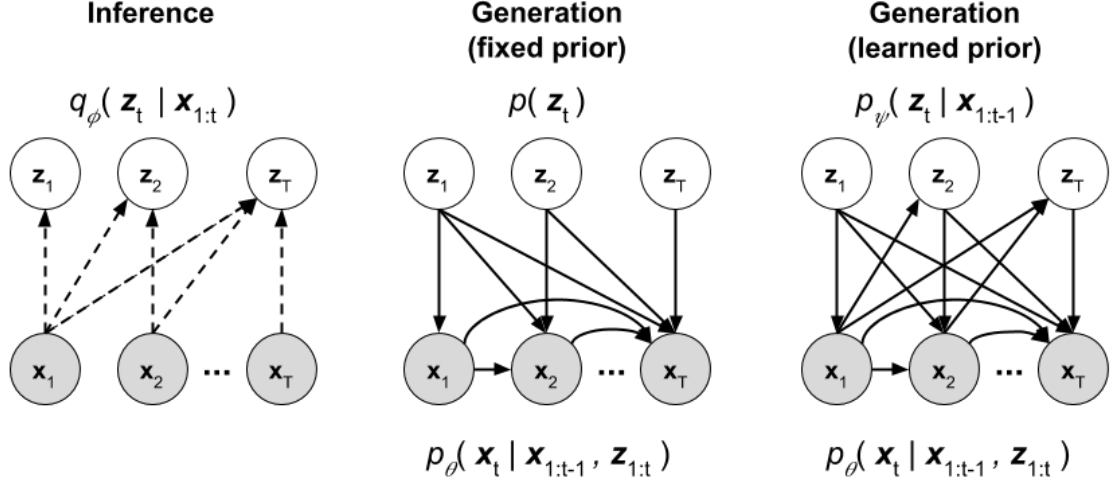 Inference
Generation
(fixed prior)
Generation
(learned prior)
qϕ( zt | x1:t )
p( zt )
pψ( zt | x1:t-1 )
z1 z2 zT
z1 z2 zT
z1 z2 zT
x1 x2 ... xT
x1 x2 ... xT
x1 x2 ... xT
pθ( xt | x1:t-1 , z1:t )
pθ( xt | x1:t-1 , z1:t )